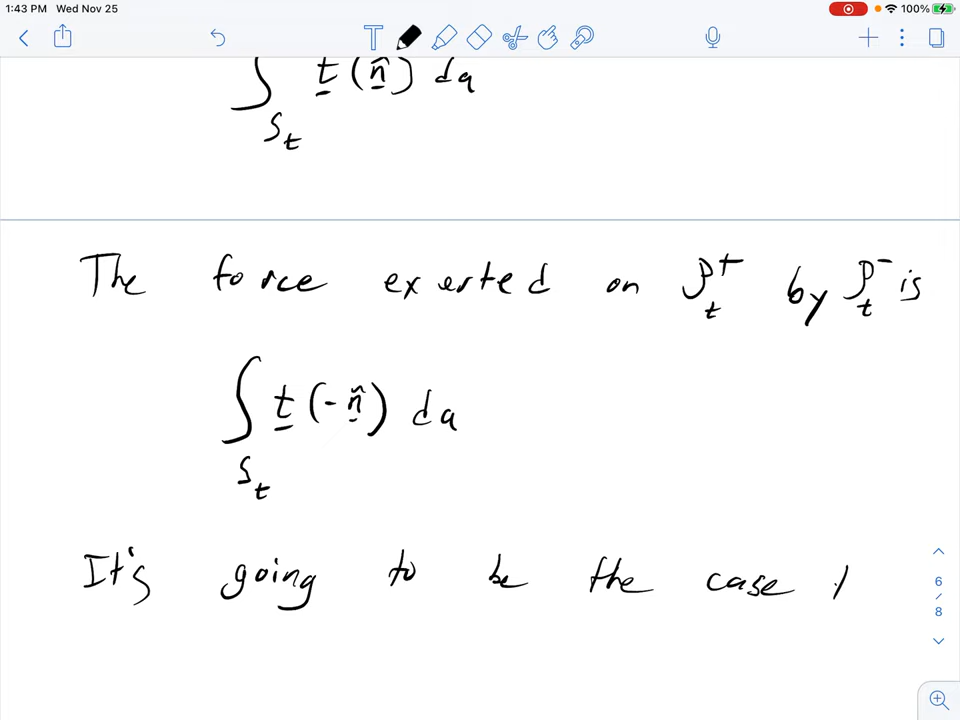 1:43 PM Wed Nov 25 100%
∫ t(n̂) da
S_t
The force exerted on P_t^+ by P_t^- is
∫ t(-n̂) da
S_t
It's going to be the case
6
/
8